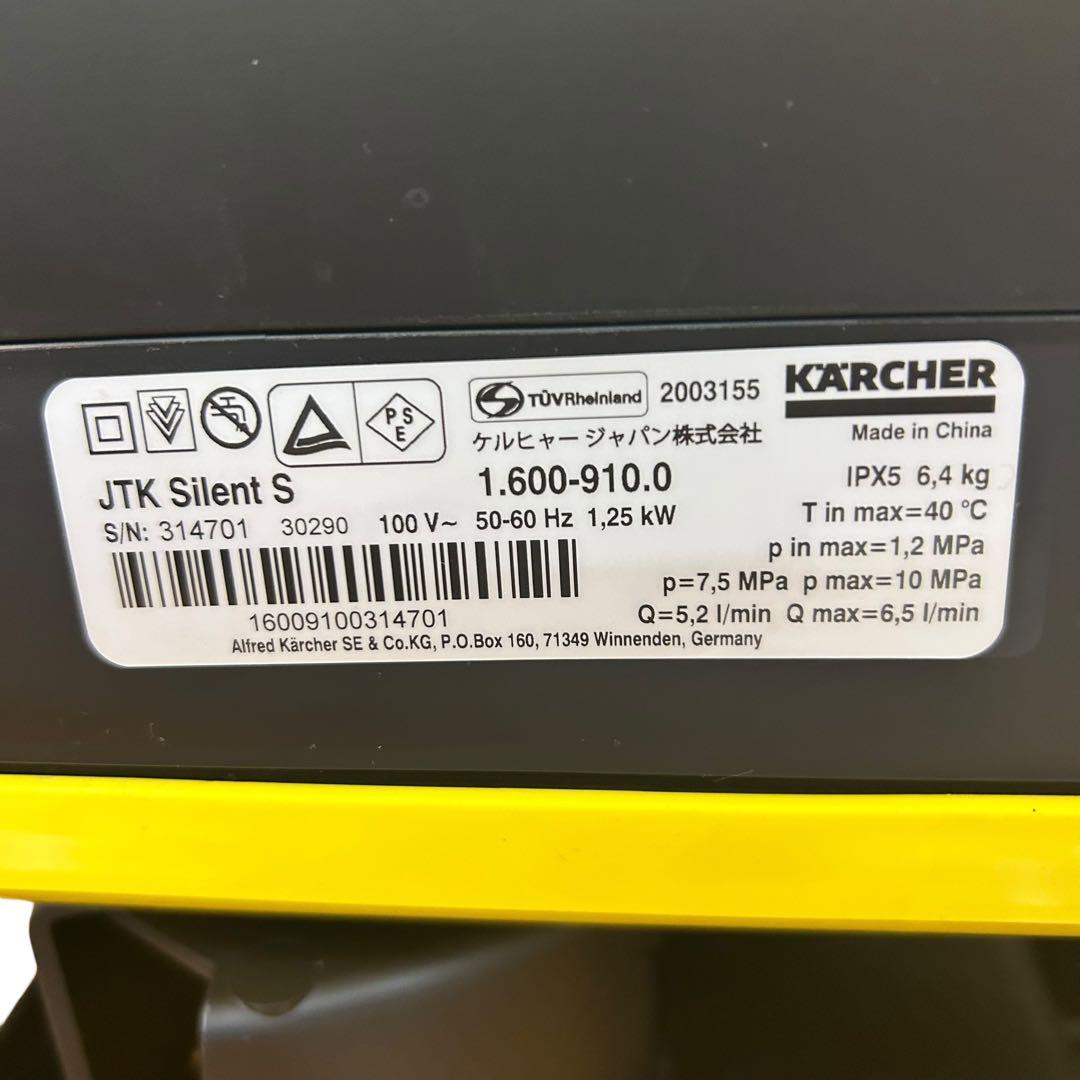 PSE
TÜVRheinland 2003155
KÄRCHER
ケルヒャー ジャパン株式会社
Made in China
JTK Silent S
1.600-910.0
IPX5 6,4 kg
S/N: 314701 30290 100 V~ 50-60 Hz 1,25 kW
T in max=40 °C
p in max=1,2 MPa
p=7,5 MPa p max=10 MPa
Q=5,2 l/min Q max=6,5 l/min
16009100314701
Alfred Kärcher SE & Co.KG, P.O.Box 160, 71349 Winnenden, Germany